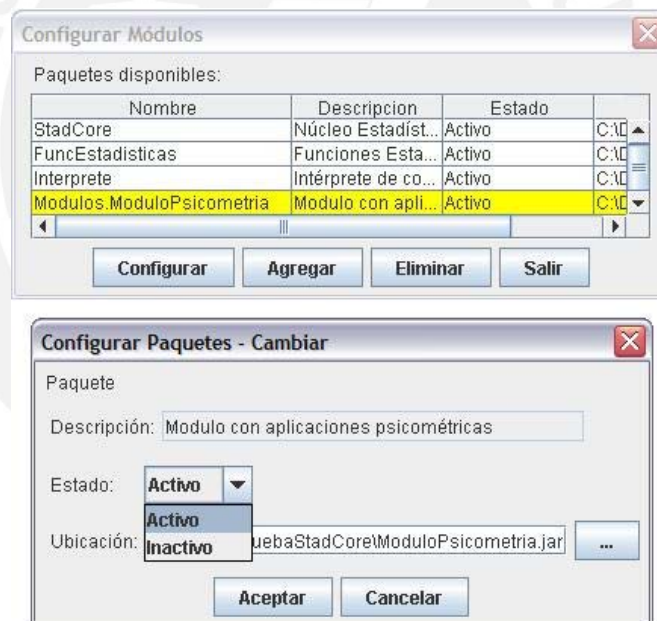 Configurar Módulos
Paquetes disponibles:
Nombre Descripcion Estado
StadCore Núcleo Estadíst... Activo C:\D
FuncEstadisticas Funciones Esta... Activo C:\D
Interprete Intérprete de co... Activo C:\D
Modulos.ModuloPsicometria Modulo con apli... Activo C:\D
Configurar Agregar Eliminar Salir
Configurar Paquetes - Cambiar
Paquete
Descripción: Modulo con aplicaciones psicométricas
Estado: Activo
Activo
Inactivo
Ubicación: uebaStadCore\ModuloPsicometria.jar ...
Aceptar Cancelar